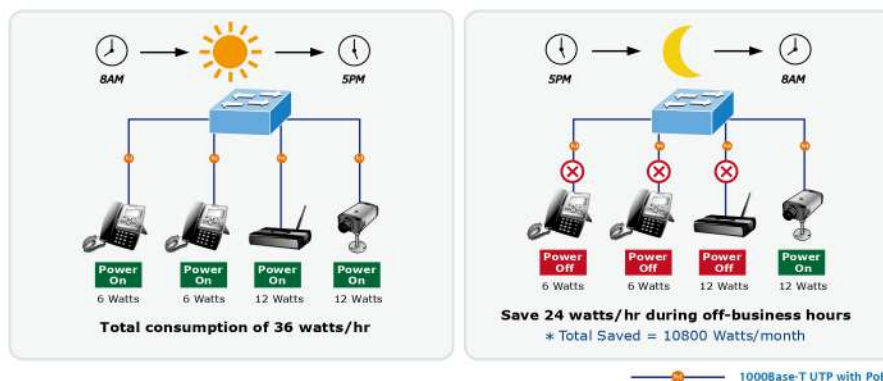 8AM
5PM
Power On
Power On
Power On
Power On
6 Watts
6 Watts
12 Watts
12 Watts
Total consumption of 36 watts/hr
5PM
8AM
Power Off
Power Off
Power Off
Power On
6 Watts
6 Watts
12 Watts
12 Watts
Save 24 watts/hr during off-business hours
* Total Saved = 10800 Watts/month
1000Base-T UTP with PoE